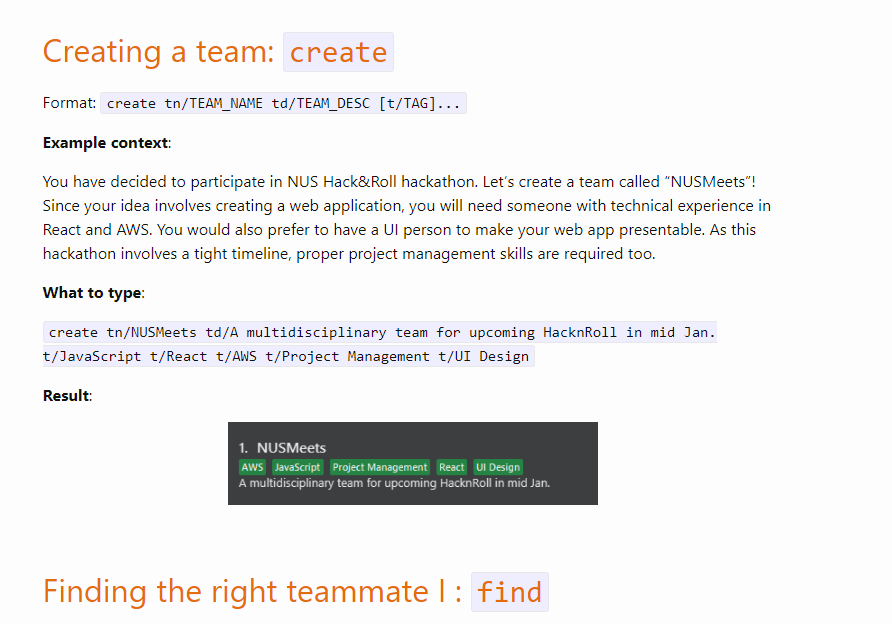 Creating a team: create
Format: create tn/TEAM_NAME td/TEAM_DESC [t/TAG]...
Example context:
You have decided to participate in NUS Hack&Roll hackathon. Let’s create a team called “NUSMeets”!
Since your idea involves creating a web application, you will need someone with technical experience in
React and AWS. You would also prefer to have a UI person to make your web app presentable. As this
hackathon involves a tight timeline, proper project management skills are required too.
What to type:
create tn/NUSMeets td/A multidisciplinary team for upcoming HacknRoll in mid Jan.
t/JavaScript t/React t/AWS t/Project Management t/UI Design
Result:
1. NUSMeets
AWS JavaScript Project Management React UI Design
A multidisciplinary team for upcoming HacknRoll in mid Jan.
Finding the right teammate I : find